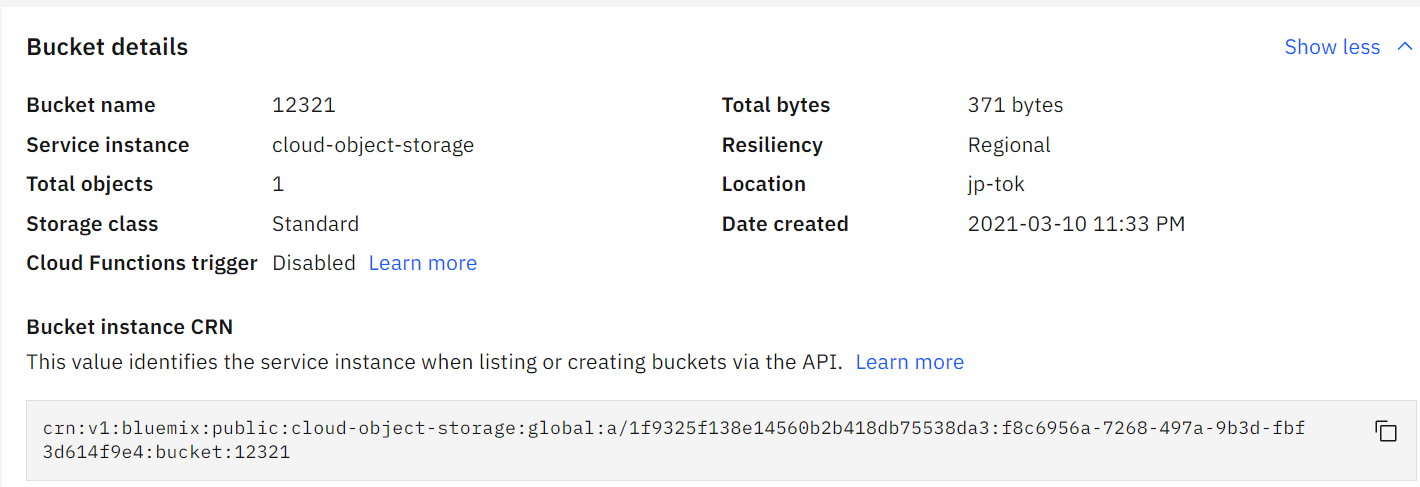 Bucket details
Show less
Bucket name 12321 Total bytes 371 bytes
Service instance cloud-object-storage Resiliency Regional
Total objects 1 Location jp-tok
Storage class Standard Date created 2021-03-10 11:33 PM
Cloud Functions trigger Disabled Learn more
Bucket instance CRN
This value identifies the service instance when listing or creating buckets via the API. Learn more
crn:v1:bluemix:public:cloud-object-storage:global:a/1f9325f138e14560b2b418db75538da3:f8c6956a-7268-497a-9b3d-fbf
3d614f9e4:bucket:12321